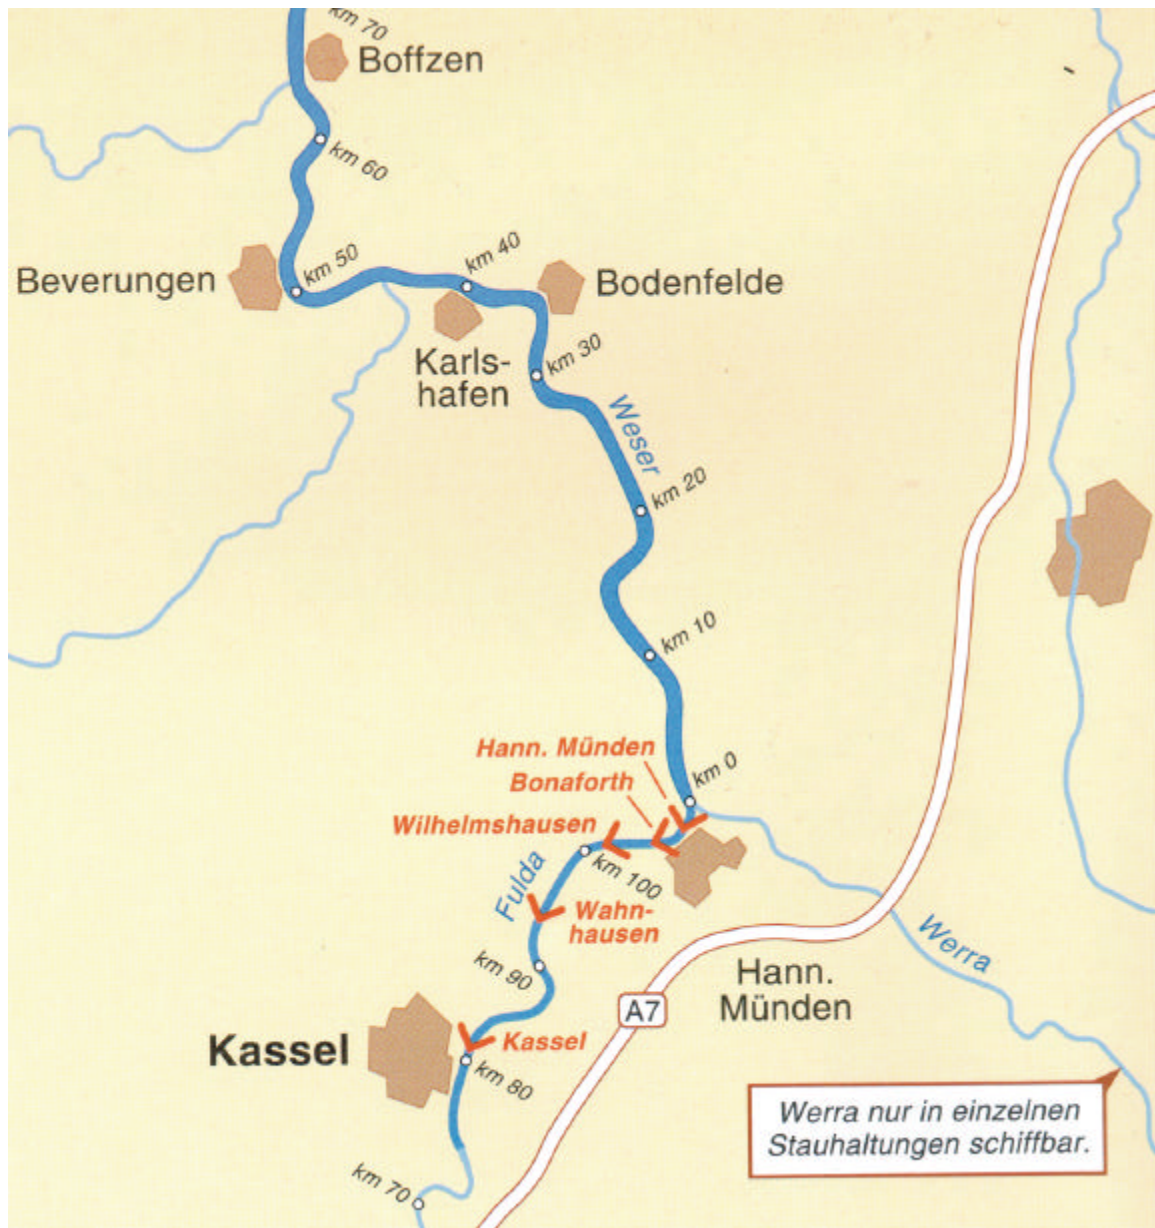 km 70
Boffzen
km 60
Beverungen
km 50
km 40
Bodenfelde
Karls-
hafen
km 30
Weser
km 20
km 10
Hann. Münden
km 0
Bonaforth
Wilhelmshausen
km 100
Fulda
Wahn-
hausen
Werra
km 90
Hann.
Münden
A7
Kassel
Kassel
km 80
Werra nur in einzelnen
Stauhaltungen schiffbar.
km 70